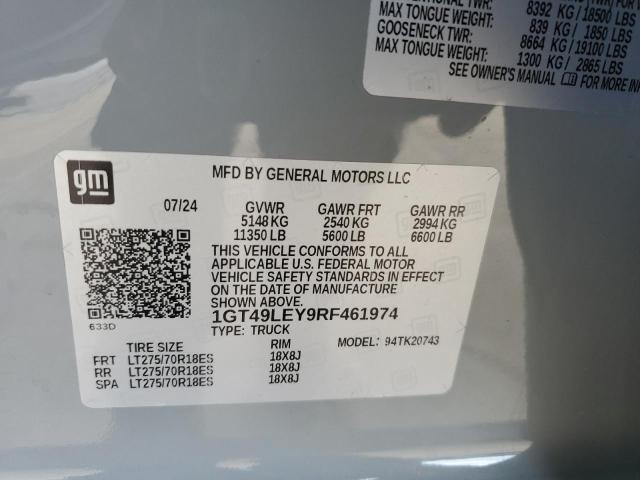 TWR:
8392 KG / 18500 LBS
MAX TONGUE WEIGHT: 839 KG / 1850 LBS
GOOSENECK TWR: 8664 KG / 19100 LBS
MAX TONGUE WEIGHT: 1300 KG / 2865 LBS
SEE OWNER'S MANUAL FOR MORE
gm
MFD BY GENERAL MOTORS LLC
07/24 GVWR GAWR FRT GAWR RR
5148 KG 2540 KG 2994 KG
11350 LB 5600 LB 6600 LB
THIS VEHICLE CONFORMS TO ALL
APPLICABLE U.S. FEDERAL MOTOR
VEHICLE SAFETY STANDARDS IN EFFECT
ON THE DATE OF MANUFACTURE
SHOWN ABOVE.
633D
1GT49LEY9RF461974
TYPE: TRUCK MODEL: 94TK20743
TIRE SIZE RIM
FRT LT275/70R18ES 18X8J
RR LT275/70R18ES 18X8J
SPA LT275/70R18ES 18X8J